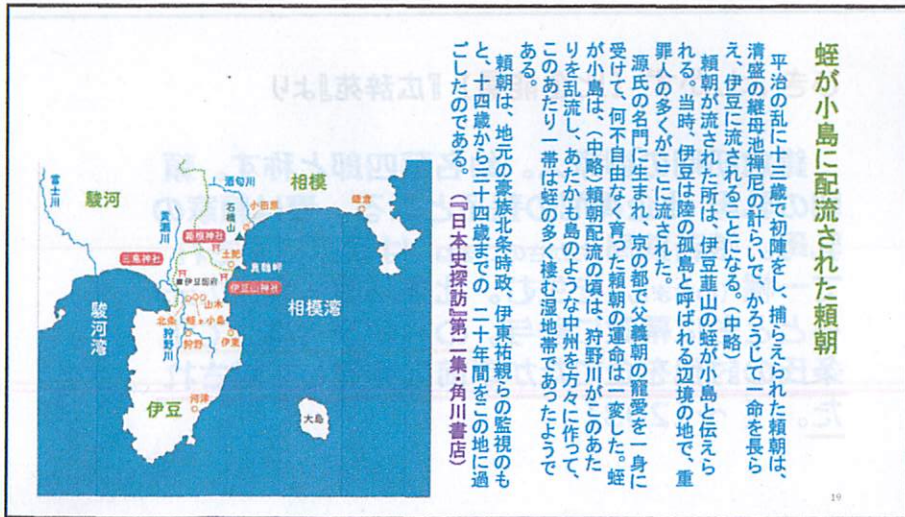 蛭が小島に配流された頼朝
平治の乱に十三歳で初陣をし、捕らえられた頼朝は、
清盛の継母池禅尼の計らいで、かろうじて一命を長ら
え、伊豆に流されることになる。（中略）
頼朝が流された所は、伊豆韮山の蛭が小島と伝えら
れる。当時、伊豆は陸の孤島と呼ばれる辺境の地で、重
罪人の多くがここに流された。
源氏の名門に生まれ、京の都で父義朝の寵愛を一身に
受けて、何不自由なく育った頼朝の運命は一変した。蛭
が小島は、（中略）頼朝配流の頃は、狩野川がこのあた
りを乱流し、あたかも島のような中州を方々に作って、
このあたり一帯は蛭の多く棲む湿地帯であったようで
ある。
頼朝は、地元の豪族北条時政、伊東祐親らの監視のも
と、十四歳から三十四歳までの 二十年間をこの地に過
ごしたのである。（『日本史探訪』第二集・角川書店）
富士川
駿河
黄瀬川
酒匂川
相模
鎌倉
石橋山
小田原
箱根神社
土肥
真鶴岬
三島神社
■伊豆国府
伊豆山神社
山木
駿河湾
相模湾
北条
蛭ヶ小島
狩野川
狩野
伊東
河津
伊豆
大島
19
『広辞苑』より